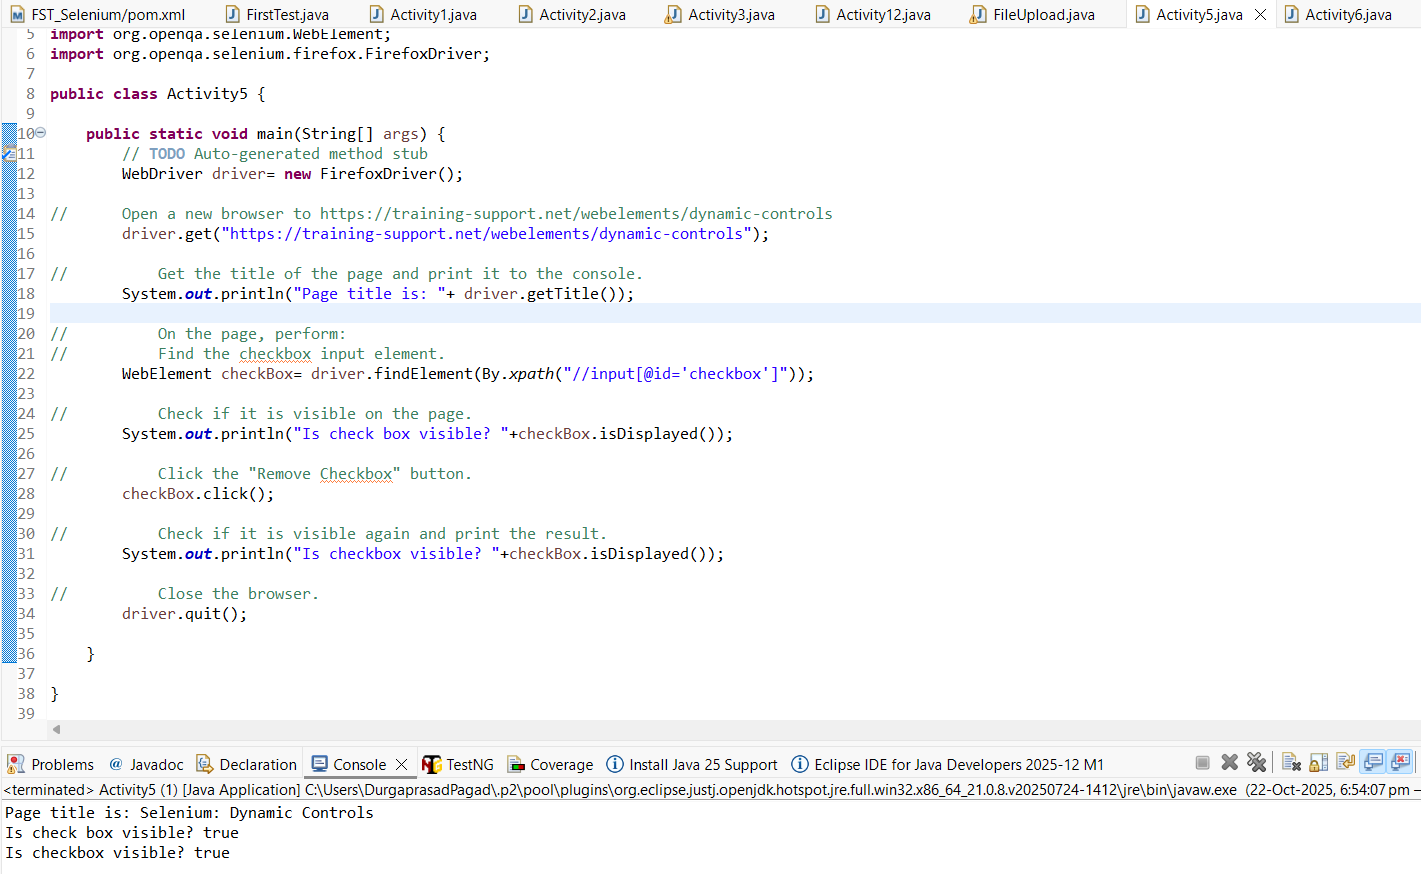 FST_Selenium/pom.xml FirstTest.java Activity1.java Activity2.java Activity3.java Activity12.java FileUpload.java Activity5.java Activity6.java
5 import org.openqa.selenium.WebElement;
6 import org.openqa.selenium.firefox.FirefoxDriver;
7
8 public class Activity5 {
9
10 public static void main(String[] args) {
11 // TODO Auto-generated method stub
12 WebDriver driver= new FirefoxDriver();
13
14 // Open a new browser to https://training-support.net/webelements/dynamic-controls
15 driver.get("https://training-support.net/webelements/dynamic-controls");
16
17 // Get the title of the page and print it to the console.
18 System.out.println("Page title is: "+ driver.getTitle());
19
20 // On the page, perform:
21 // Find the checkbox input element.
22 WebElement checkBox= driver.findElement(By.xpath("//input[@id='checkbox']"));
23
24 // Check if it is visible on the page.
25 System.out.println("Is check box visible? "+checkBox.isDisplayed());
26
27 // Click the "Remove Checkbox" button.
28 checkBox.click();
29
30 // Check if it is visible again and print the result.
31 System.out.println("Is checkbox visible? "+checkBox.isDisplayed());
32
33 // Close the browser.
34 driver.quit();
35
36 }
37
38 }
39
Problems @ Javadoc Declaration Console TestNG Coverage Install Java 25 Support Eclipse IDE for Java Developers 2025-12 M1
<terminated> Activity5 (1) [Java Application] C:\Users\DurgaprasadPagad\.p2\pool\plugins\org.eclipse.justj.openjdk.hotspot.jre.full.win32.x86_64_21.0.8.v20250724-1412\jre\bin\javaw.exe (22-Oct-2025, 6:54:07 pm –
Page title is: Selenium: Dynamic Controls
Is check box visible? true
Is checkbox visible? true